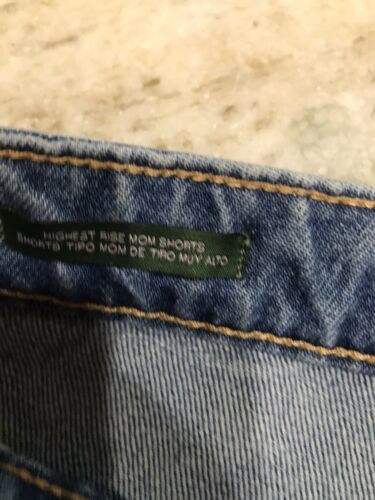 HIGHEST RISE MOM SHORTS
SHORTS TIPO MOM DE TIRO MUY ALTO